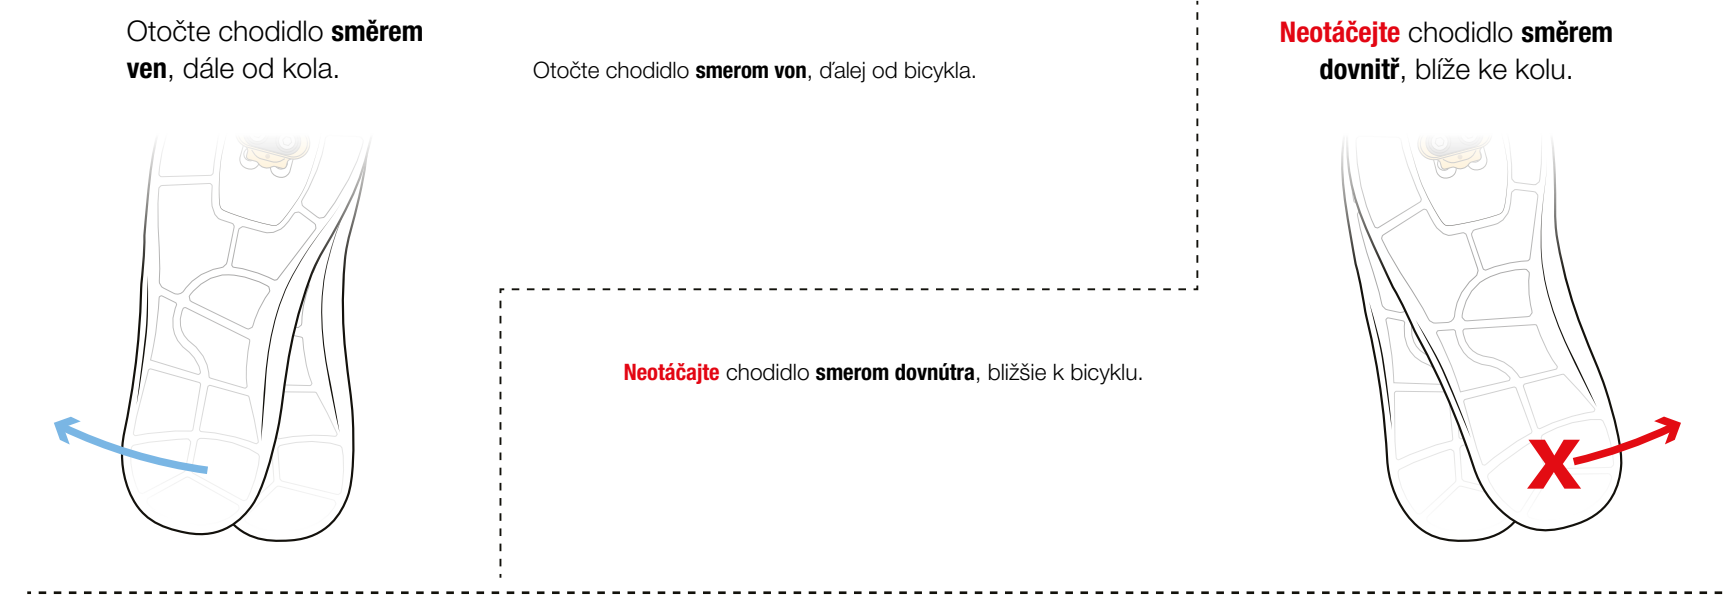 Otočte chodidlo směrem
ven, dále od kola.
Otočte chodidlo smerom von, ďalej od bicykla.
Neotáčejte chodidlo směrem
dovnitř, blíže ke kolu.
Neotáčajte chodidlo smerom dovnútra, bližšie k bicyklu.
X